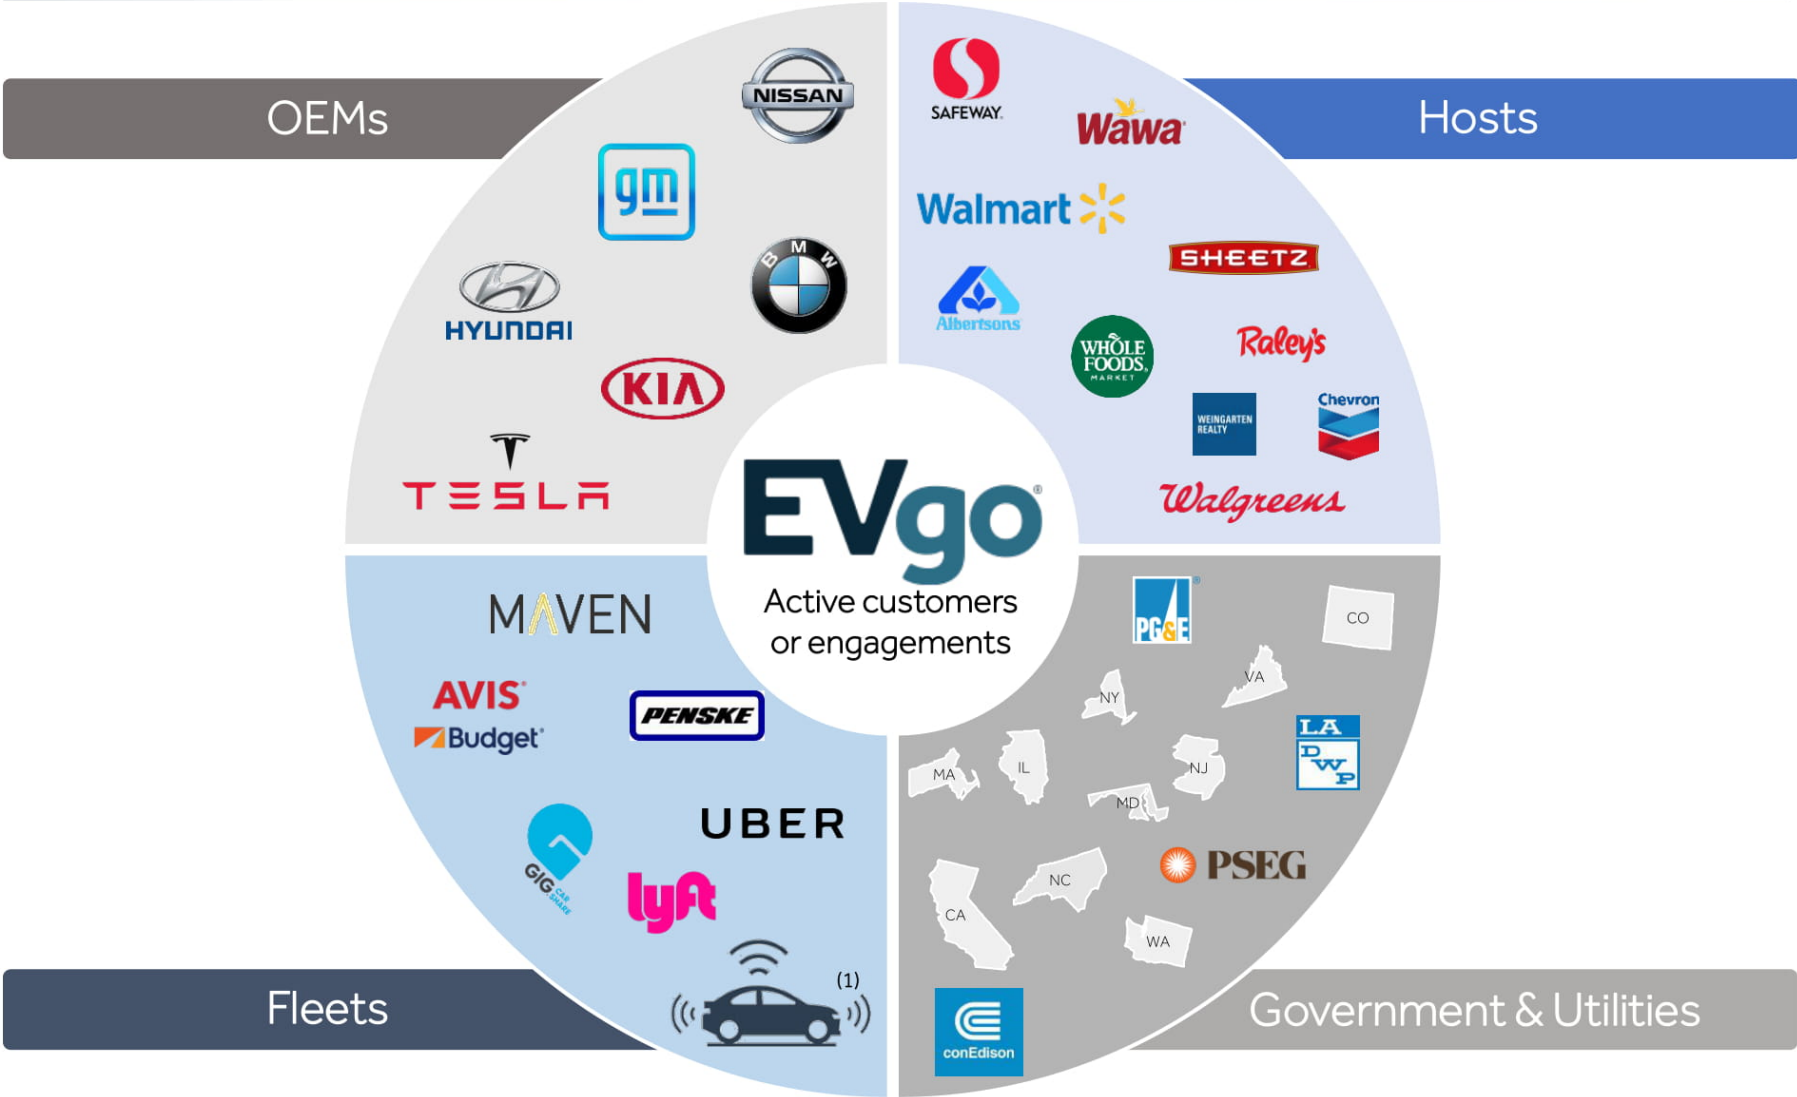 OEMs
NISSAN
gm
BMW
HYUNDAI
KIA
TESLA
Hosts
SAFEWAY.
Wawa
Walmart
SHEETZ
Albertsons
WHOLE
FOODS
MARKET
Raley's
WEINGARTEN
REALTY
Chevron
Walgreens
EVgo®
Active customers
or engagements
MAVEN
AVIS®
Budget®
PENSKE
UBER
GIG CAR
SHARE
lyft
(1)
Fleets
PG&E®
CO
VA
NY
LA
DWP
MA
IL
NJ
MD
PSEG
NC
CA
WA
conEdison
Government & Utilities